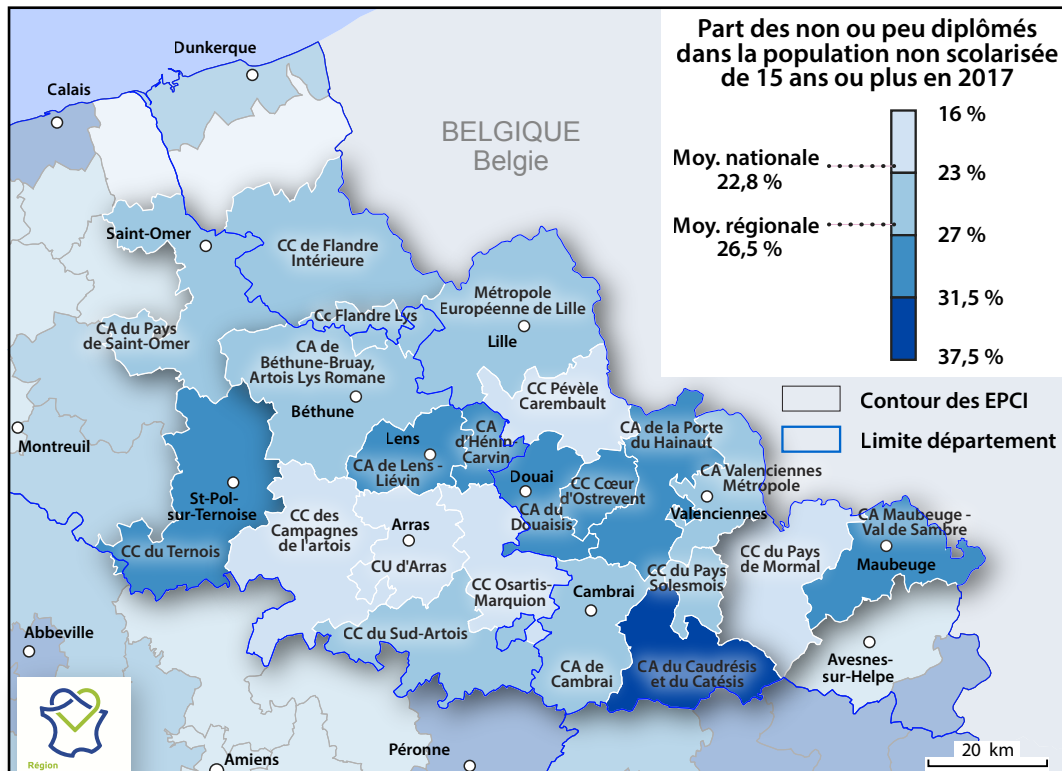 Part des non ou peu diplômés
dans la population non scolarisée
de 15 ans ou plus en 2017
16 %
Moy. nationale
22,8 %
23 %
Moy. régionale
26,5 %
27 %
31,5 %
37,5 %
Contour des EPCI
Limite département
Dunkerque
Calais
BELGIQUE
Belgie
Saint-Omer
CC de Flandre
Intérieure
Métropole
Européenne de Lille
Cc Flandre Lys
Lille
CA du Pays
de Saint-Omer
CA de
Béthune-Bruay,
Artois Lys Romane
Béthune
CC Pévèle
Carembault
Montreuil
Lens
CA de Lens -
Liévin
CA
d'Hénin-
Carvin
CA de la Porte
du Hainaut
Douai
CC Cœur
d'Ostrevent
CA Valenciennes
Métropole
Valenciennes
St-Pol-
sur-Ternoise
CC des
Campagnes
de l'artois
Arras
CA du
Douaisis
CA Maubeuge -
Val de Sambre
Maubeuge
CC du Ternois
CU d'Arras
CC du Pays
de Mormal
CC Osartis-
Marquion
Cambrai
CC du Pays
Solesmois
CC du Sud-Artois
Abbeville
CA de
Cambrai
CA du Caudrésis
et du Catésis
Avesnes-
sur-Helpe
Péronne
Amiens
20 km
Région